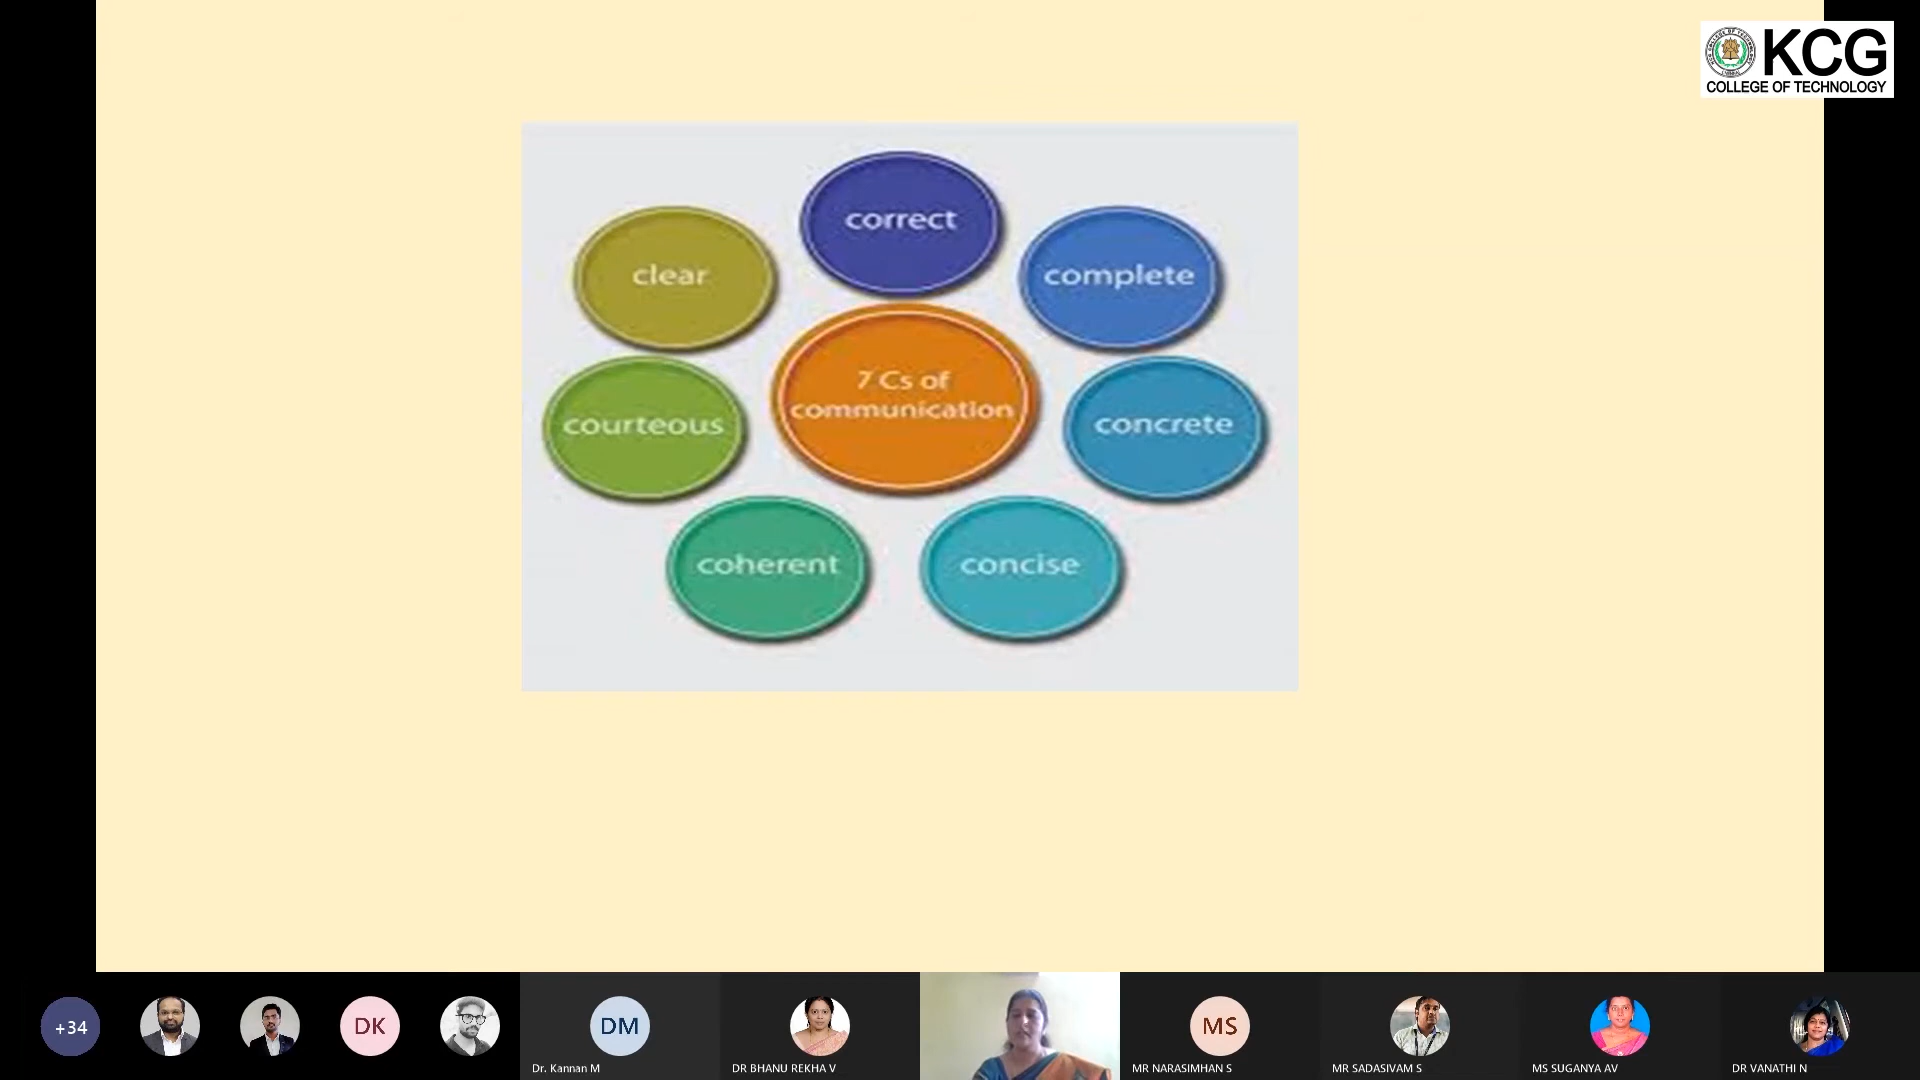 KCG
COLLEGE OF TECHNOLOGY
correct
clear
complete
7 Cs of
communication
courteous
concrete
coherent
concise
+34
DK
DM
MS
Dr. Kannan M
DR BHANU REKHA V
MR NARASIMHAN S
MR SADASIVAM S
MS SUGANYA AV
DR VANATHI N